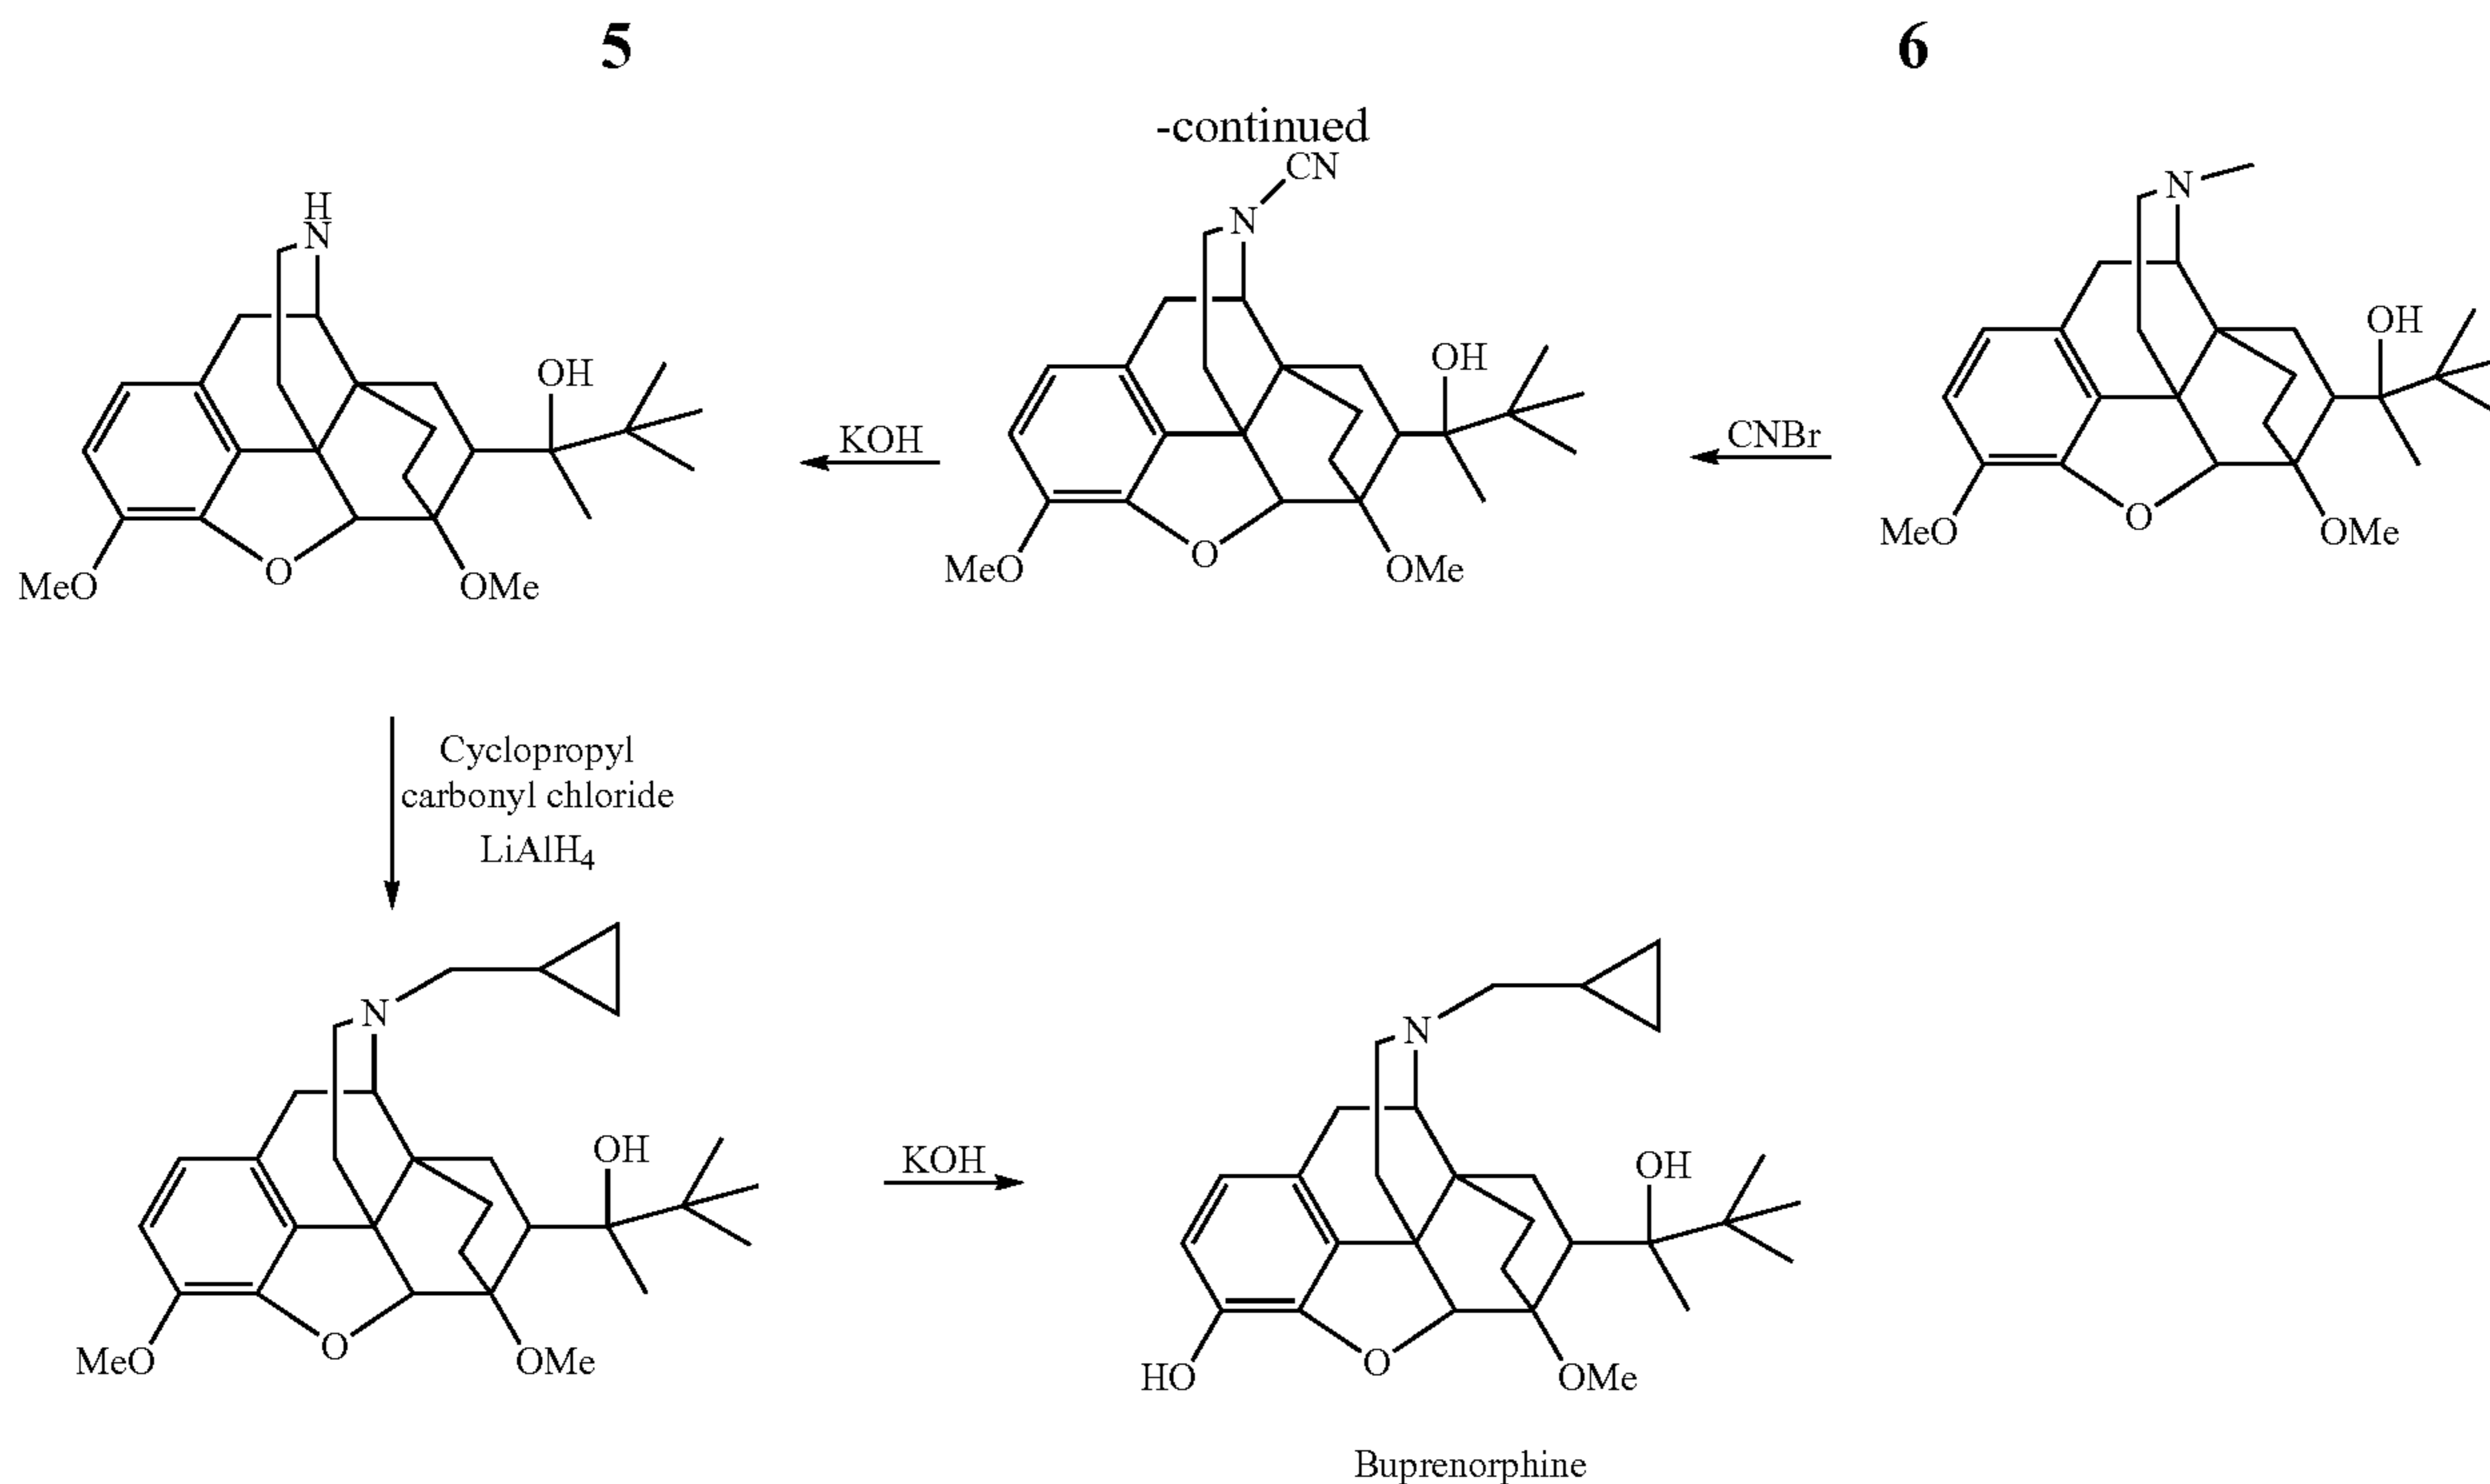 5
6
-continued
CN
N
H
N
N
OH
OH
OH
KOH
CNBr
MeO
O
OMe
MeO
O
OMe
MeO
O
OMe
Cyclopropyl
carbonyl chloride
LiAlH4
N
N
OH
OH
KOH
MeO
O
OMe
HO
O
OMe
Buprenorphine